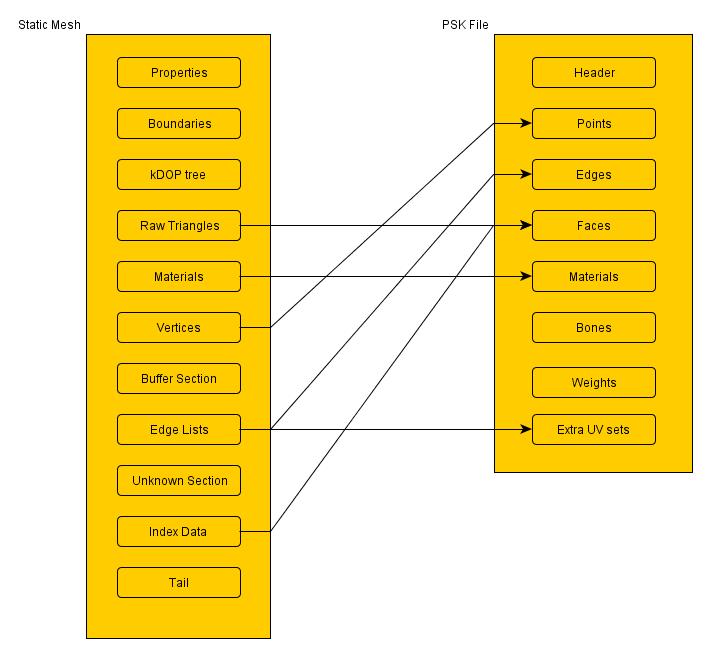 Static Mesh
Properties
Boundaries
kDOP tree
Raw Triangles
Materials
Vertices
Buffer Section
Edge Lists
Unknown Section
Index Data
Tail
PSK File
Header
Points
Edges
Faces
Materials
Bones
Weights
Extra UV sets